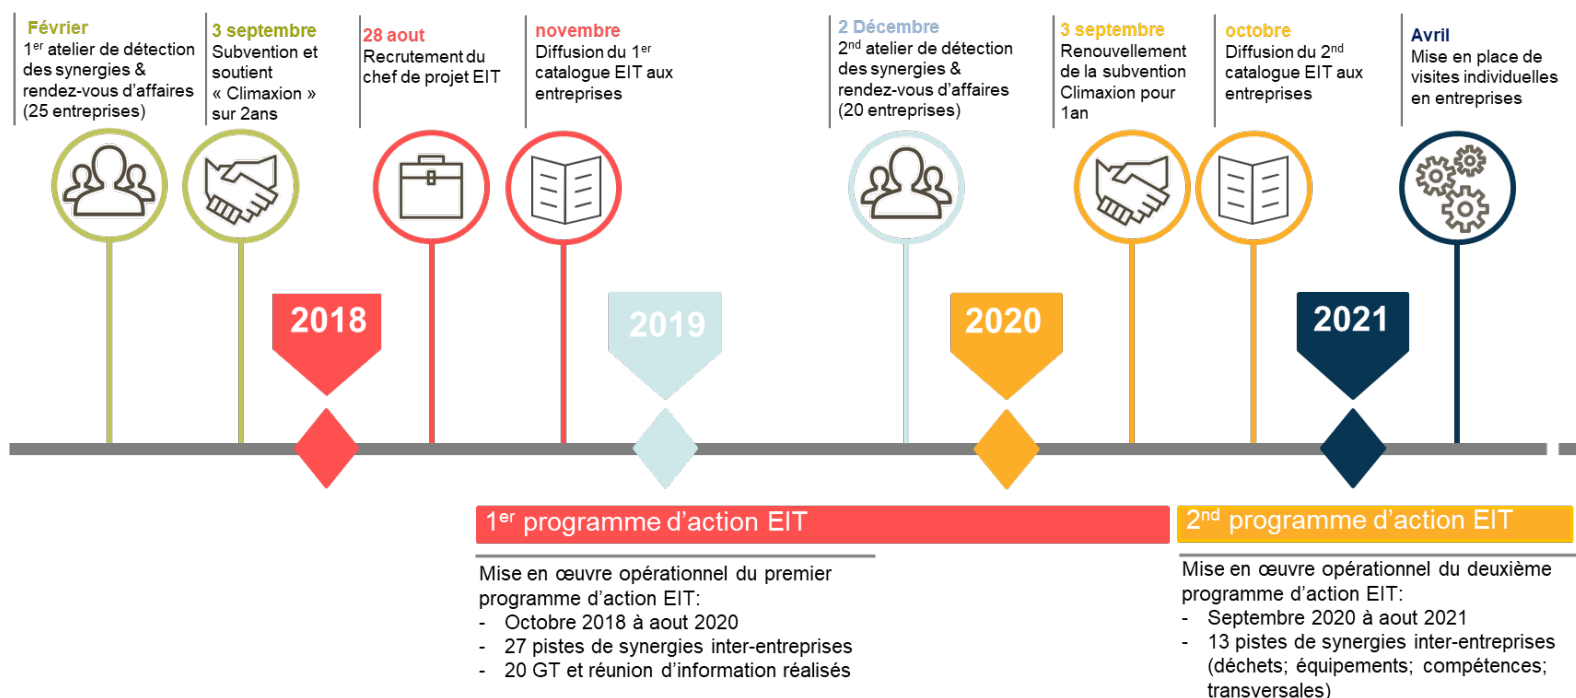 Février
1er atelier de détection
des synergies &
rendez-vous d'affaires
(25 entreprises)
3 septembre
Subvention et
soutient
« Climaxion »
sur 2ans
28 aout
Recrutement du
chef de projet EIT
novembre
Diffusion du 1er
catalogue EIT aux
entreprises
2 Décembre
2nd atelier de détection
des synergies &
rendez-vous d'affaires
(20 entreprises)
3 septembre
Renouvellement
de la subvention
Climaxion pour
1an
octobre
Diffusion du 2nd
catalogue EIT aux
entreprises
Avril
Mise en place de
visites individuelles
en entreprises
2018
2019
2020
2021
1er programme d'action EIT
Mise en œuvre opérationnel du premier
programme d'action EIT:
- Octobre 2018 à aout 2020
- 27 pistes de synergies inter-entreprises
- 20 GT et réunion d'information réalisés
2nd programme d'action EIT
Mise en œuvre opérationnel du deuxième
programme d'action EIT:
- Septembre 2020 à aout 2021
- 13 pistes de synergies inter-entreprises
(déchets; équipements; compétences;
transversales)